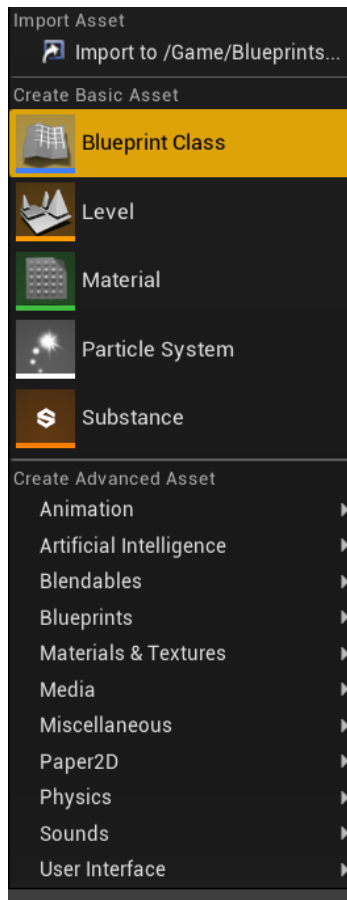 Import Asset
Import to /Game/Blueprints...
Create Basic Asset
Blueprint Class
Level
Material
Particle System
Substance
Create Advanced Asset
Animation
Artificial Intelligence
Blendables
Blueprints
Materials & Textures
Media
Miscellaneous
Paper2D
Physics
Sounds
User Interface